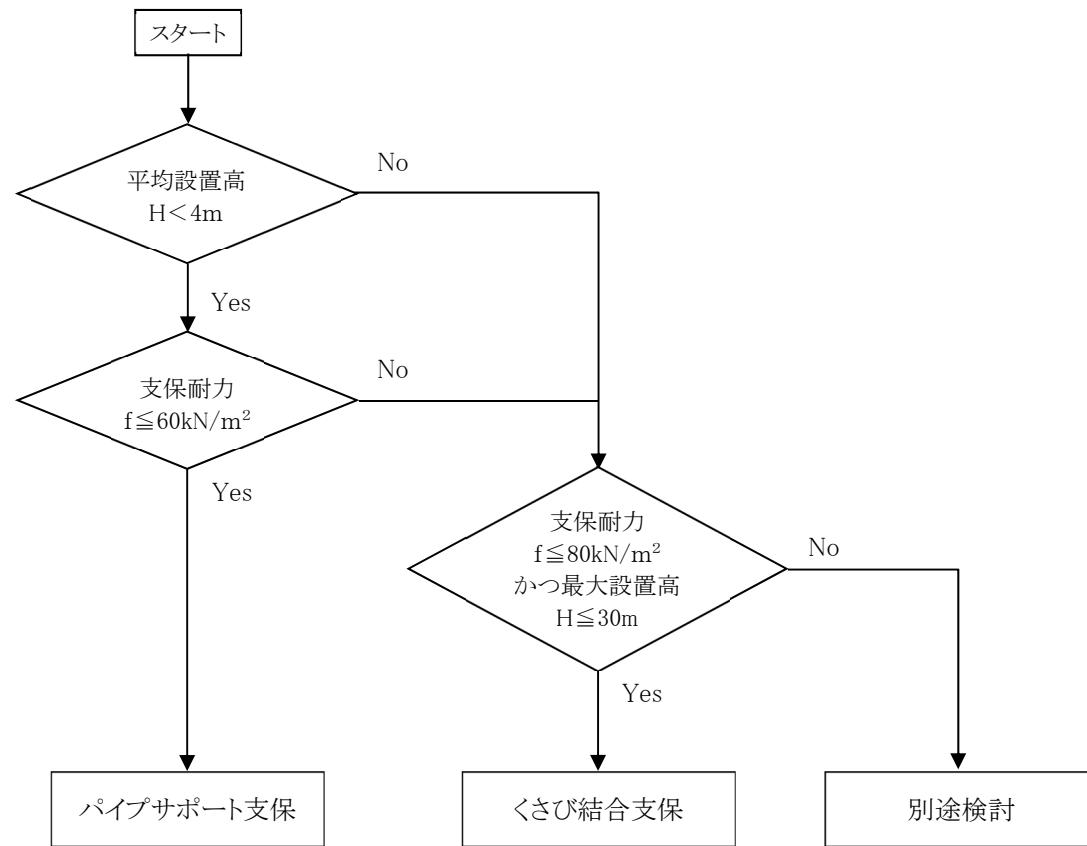 スタート
平均設置高
H＜4m
No
Yes
支保耐力
f≦60kN/m²
No
Yes
支保耐力
f≦80kN/m²
かつ最大設置高
H≦30m
No
Yes
パイプサポート支保
くさび結合支保
別途検討